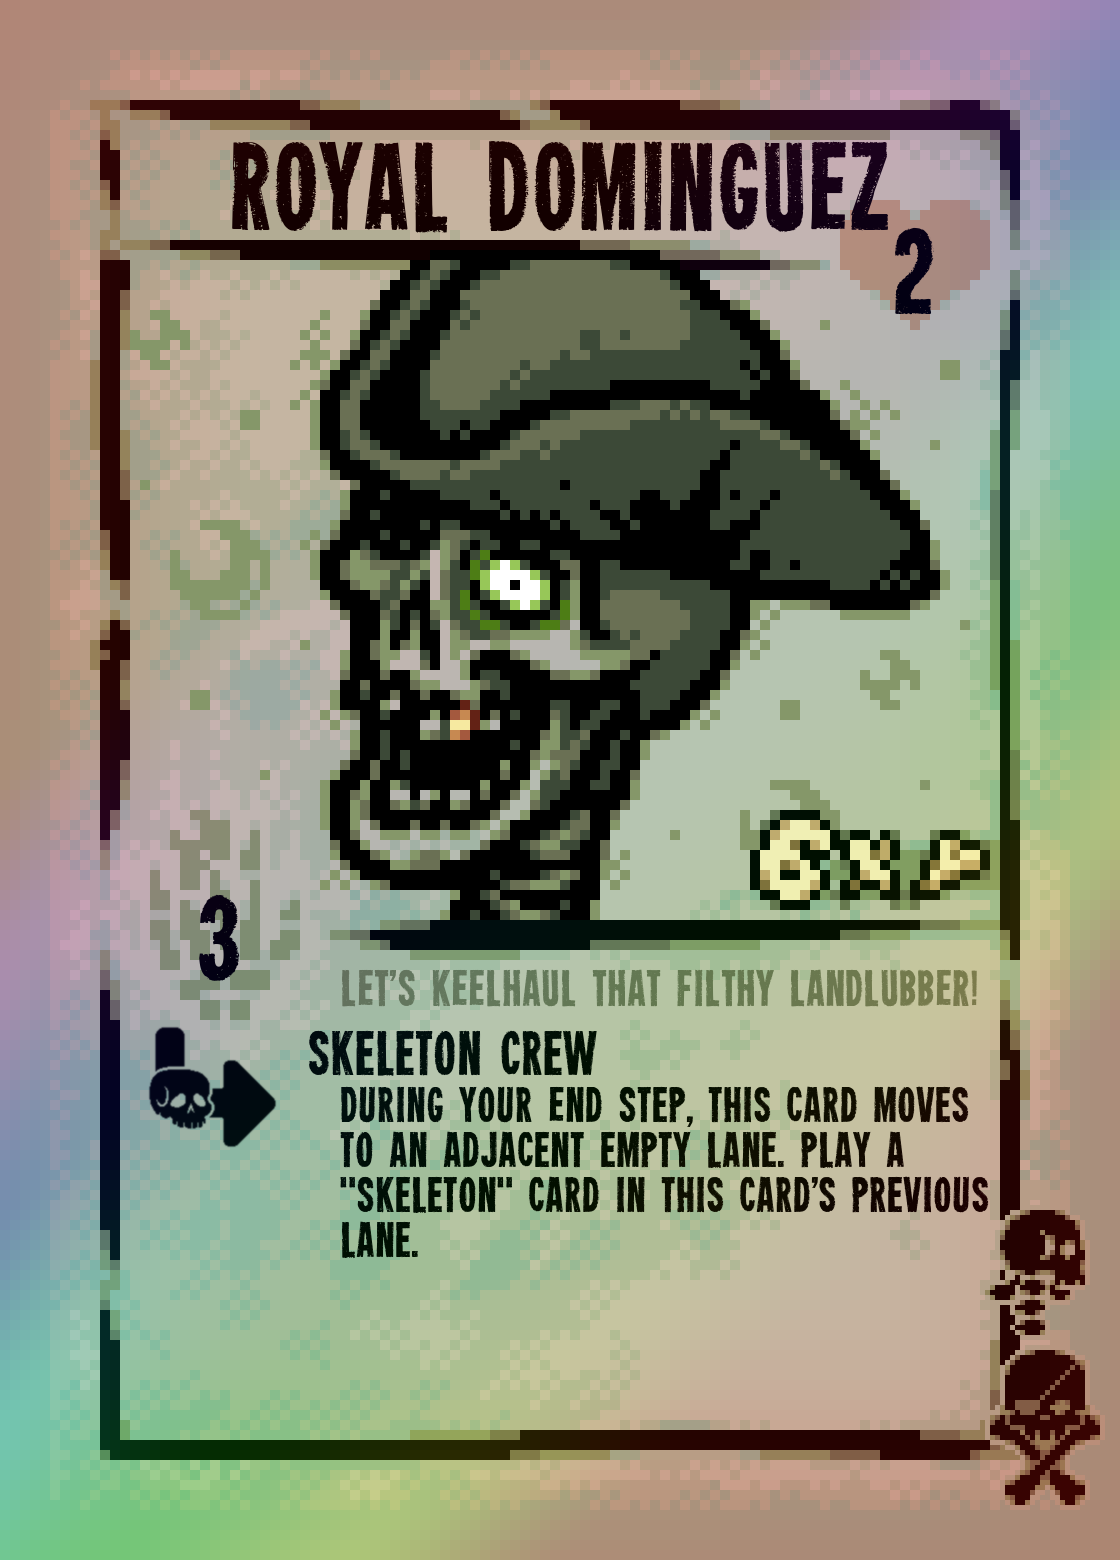 ROYAL DOMINGUEZ
2
6X
3
LET'S KEELHAUL THAT FILTHY LANDLUBBER!
SKELETON CREW
DURING YOUR END STEP, THIS CARD MOVES
TO AN ADJACENT EMPTY LANE. PLAY A
"SKELETON" CARD IN THIS CARD'S PREVIOUS
LANE.